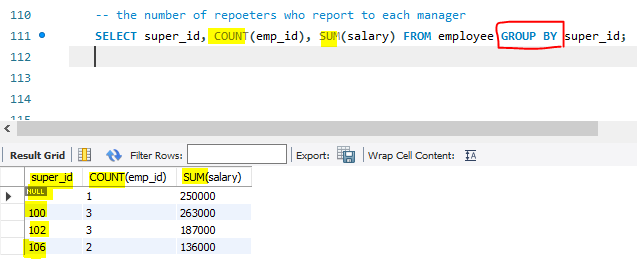 110 -- the number of repoeters who report to each manager
111 SELECT super_id, COUNT(emp_id), SUM(salary) FROM employee GROUP BY super_id;
112
113
114
115
Result Grid Filter Rows: Export: Wrap Cell Content:
super_id COUNT(emp_id) SUM(salary)
NULL 1 250000
100 3 263000
102 3 187000
106 2 136000